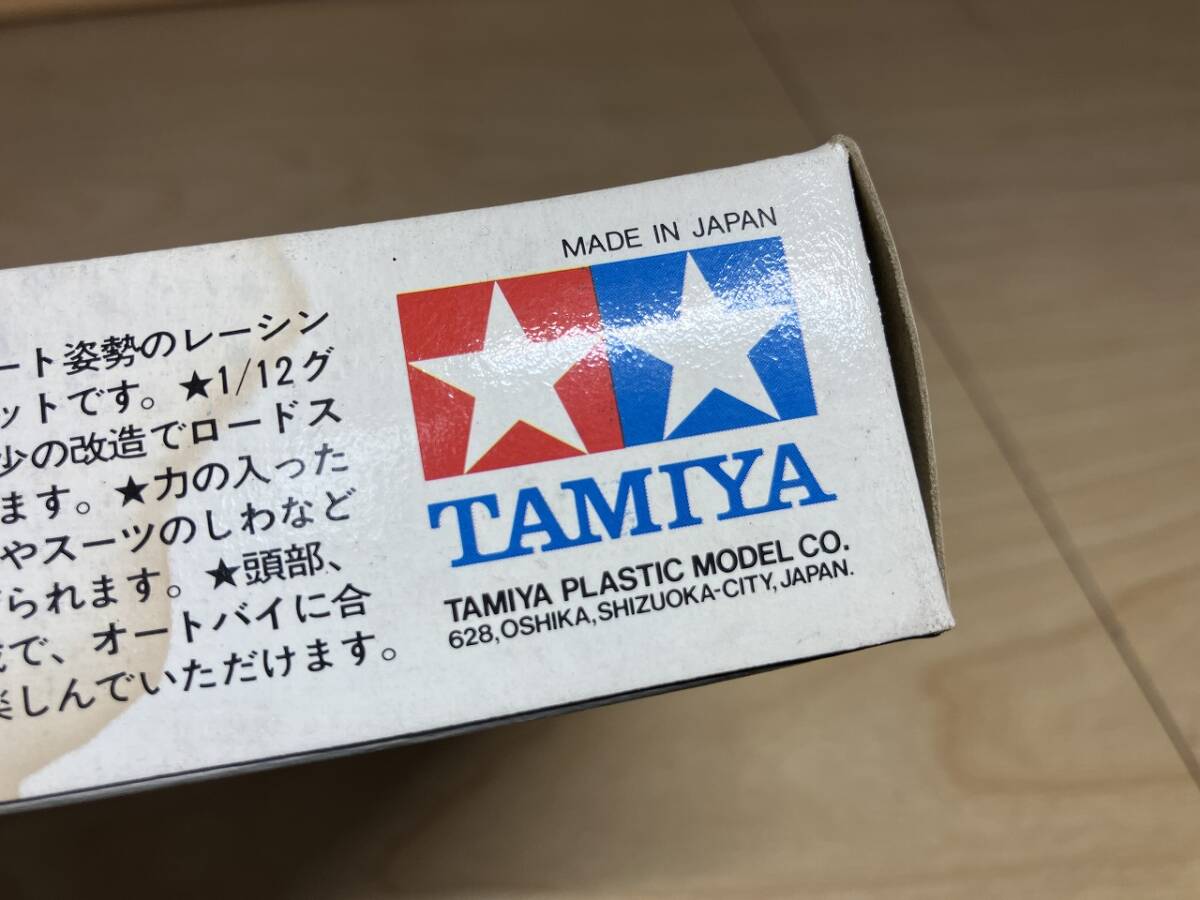 ート姿勢のレーシン
ットです。★1/12グ
少の改造でロードス
ます。★力の入った
やスーツのしわなど
られます。★頭部、
で、オートバイに合
楽しんでいただけます。
MADE IN JAPAN
TAMIYA
TAMIYA PLASTIC MODEL CO.
628, OSHIKA, SHIZUOKA-CITY, JAPAN.